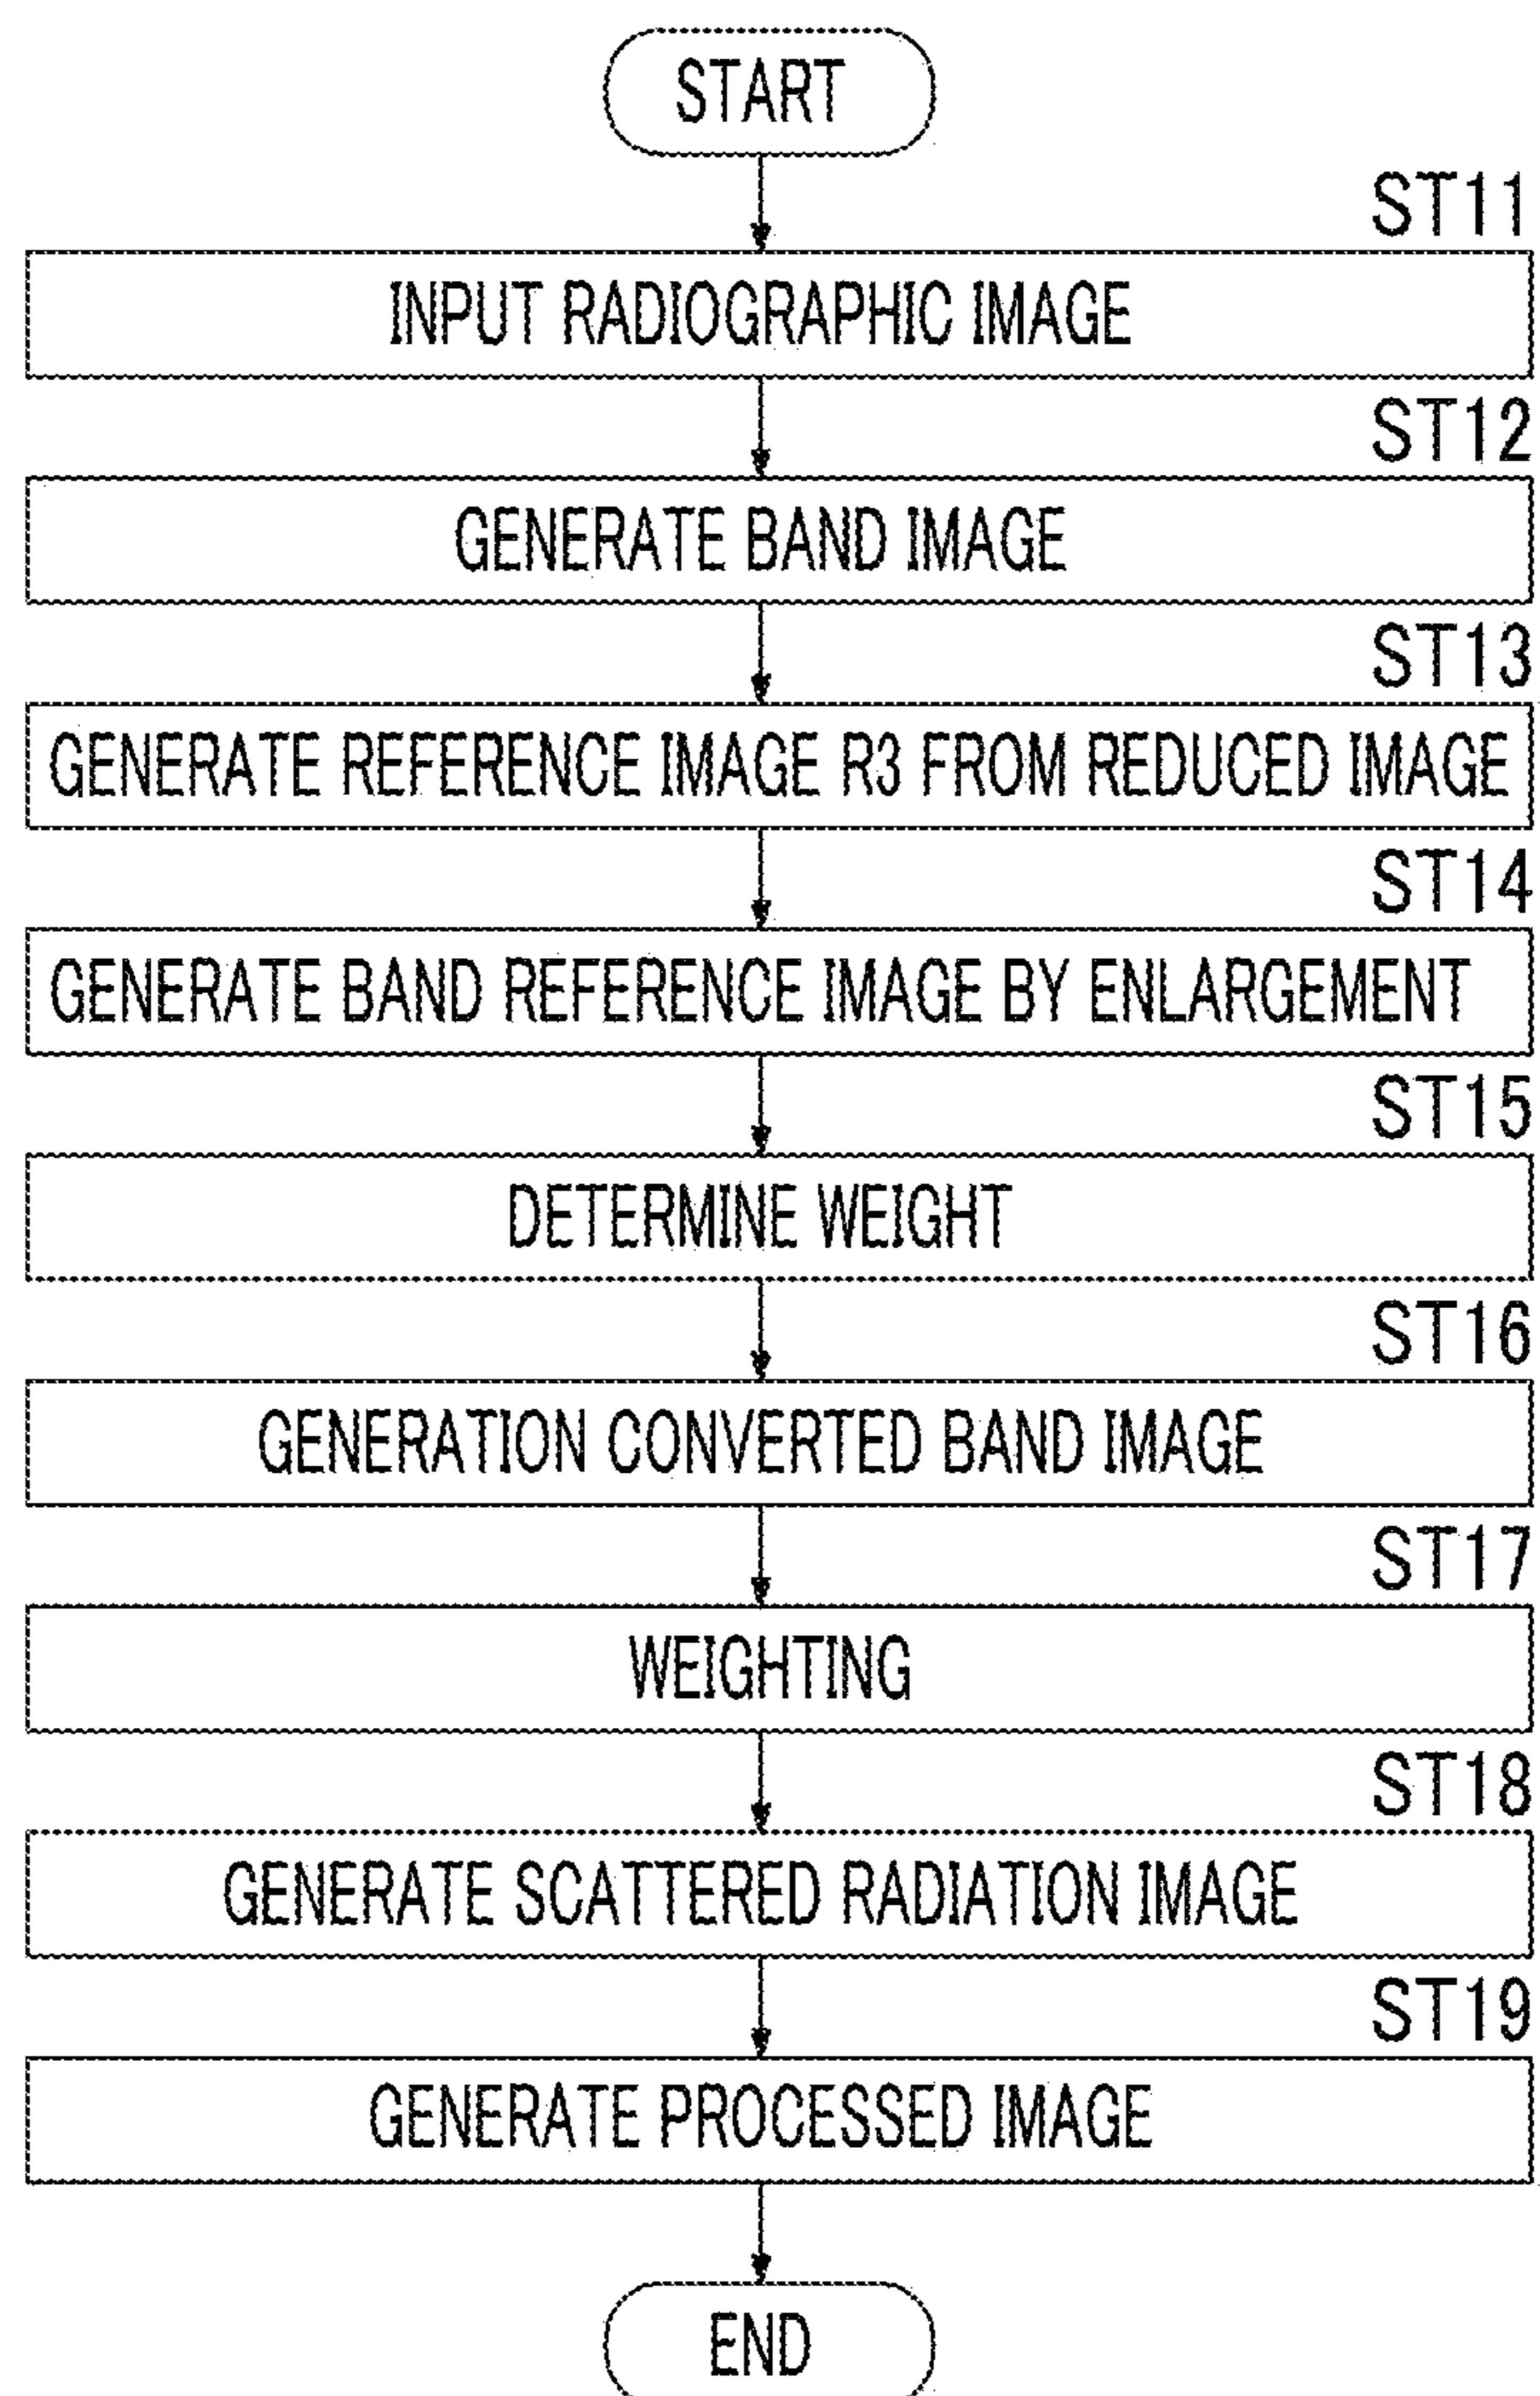 START
ST11
INPUT RADIOGRAPHIC IMAGE
ST12
GENERATE BAND IMAGE
ST13
GENERATE REFERENCE IMAGE R3 FROM REDUCED IMAGE
ST14
GENERATE BAND REFERENCE IMAGE BY ENLARGEMENT
ST15
DETERMINE WEIGHT
ST16
GENERATION CONVERTED BAND IMAGE
ST17
WEIGHTING
ST18
GENERATE SCATTERED RADIATION IMAGE
ST19
GENERATE PROCESSED IMAGE
END